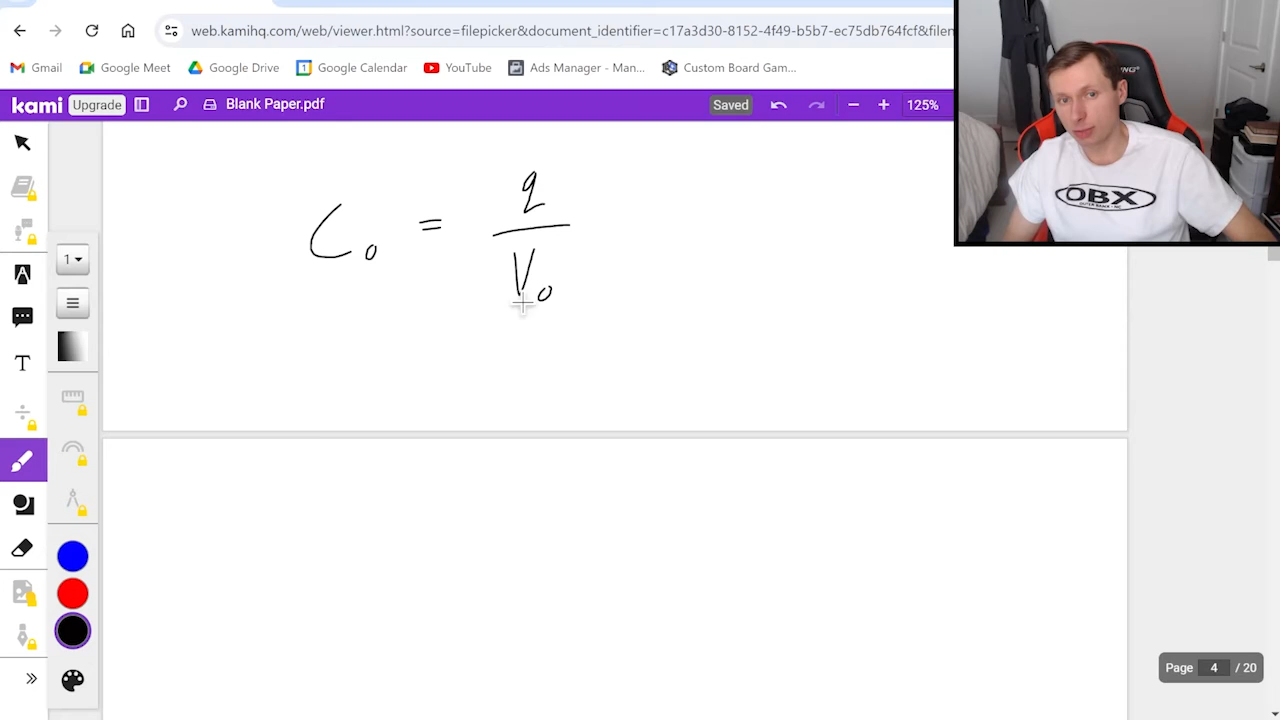 web.kamihq.com/web/viewer.html?source=filepicker&document_identifier=c17a3d30-8152-4f49-b5b7-ec75db764fcf&filen
Gmail Google Meet Google Drive 1 Google Calendar YouTube Ads Manager - Man... Custom Board Gam...
kami Upgrade Blank Paper.pdf Saved 125%
C₀ = q / V₀
1
T
OBX
Page 4 / 20